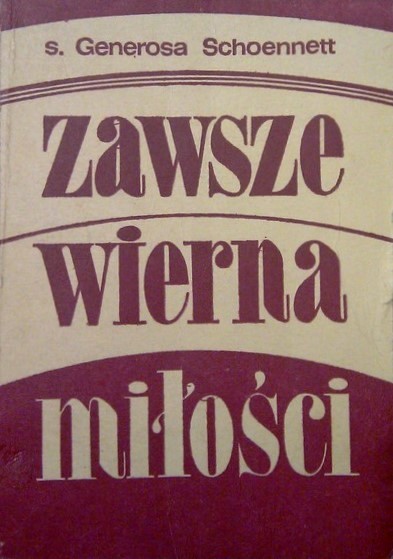 s. Generosa Schoennett
zawsze
wierna
miłości